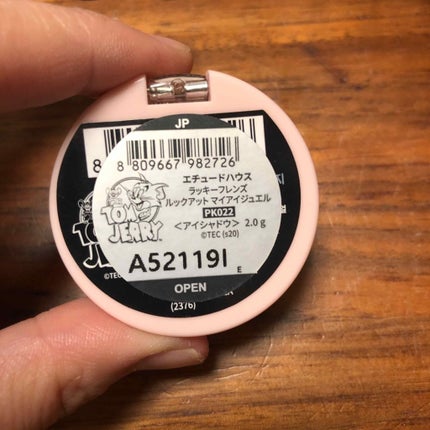 JP
8 809667 982726
エチュードハウス
ラッキーフレンズ
ルックアット マイアイジュエル
PK022
<アイシャドウ> 2.0 g
©TEC (s20)
TOM
JERRY
A52119I
E
OPEN
(2376)